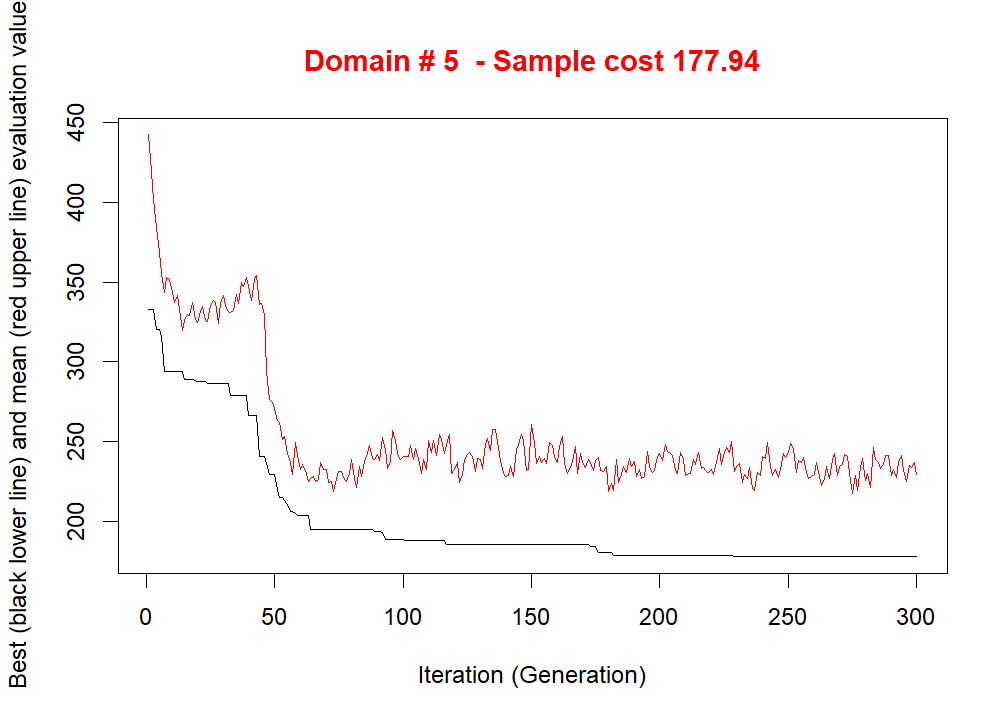 Domain # 5  - Sample cost 177.94
Best (black lower line) and mean (red upper line) evaluation value
450
400
350
300
250
200
0 50 100 150 200 250 300
Iteration (Generation)